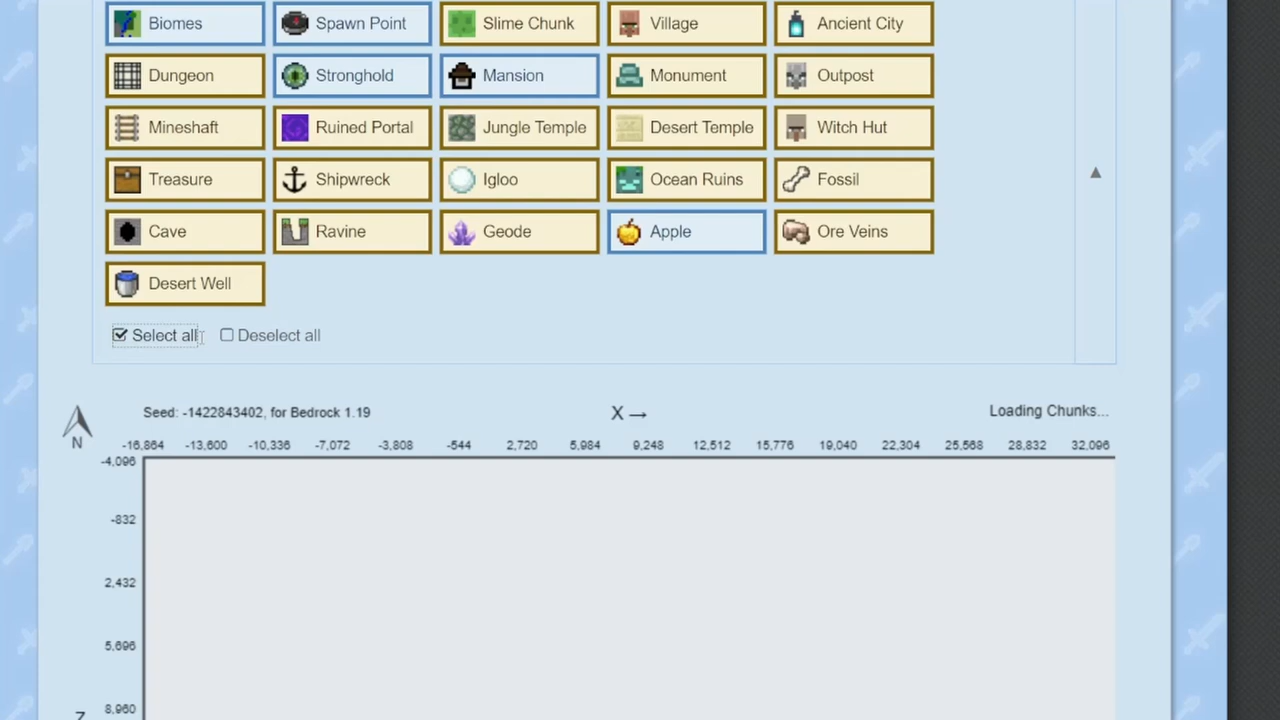 Biomes Spawn Point Slime Chunk Village Ancient City
Dungeon Stronghold Mansion Monument Outpost
Mineshaft Ruined Portal Jungle Temple Desert Temple Witch Hut
Treasure Shipwreck Igloo Ocean Ruins Fossil
Cave Ravine Geode Apple Ore Veins
Desert Well
Select all Deselect all
Seed: -1422843402, for Bedrock 1.19 X → Loading Chunks...
N
-16,864 -13,600 -10,336 -7,072 -3,808 -544 2,720 5,984 9,248 12,512 15,776 19,040 22,304 25,568 28,832 32,096
-4,096
-832
2,432
5,696
8,960
Z